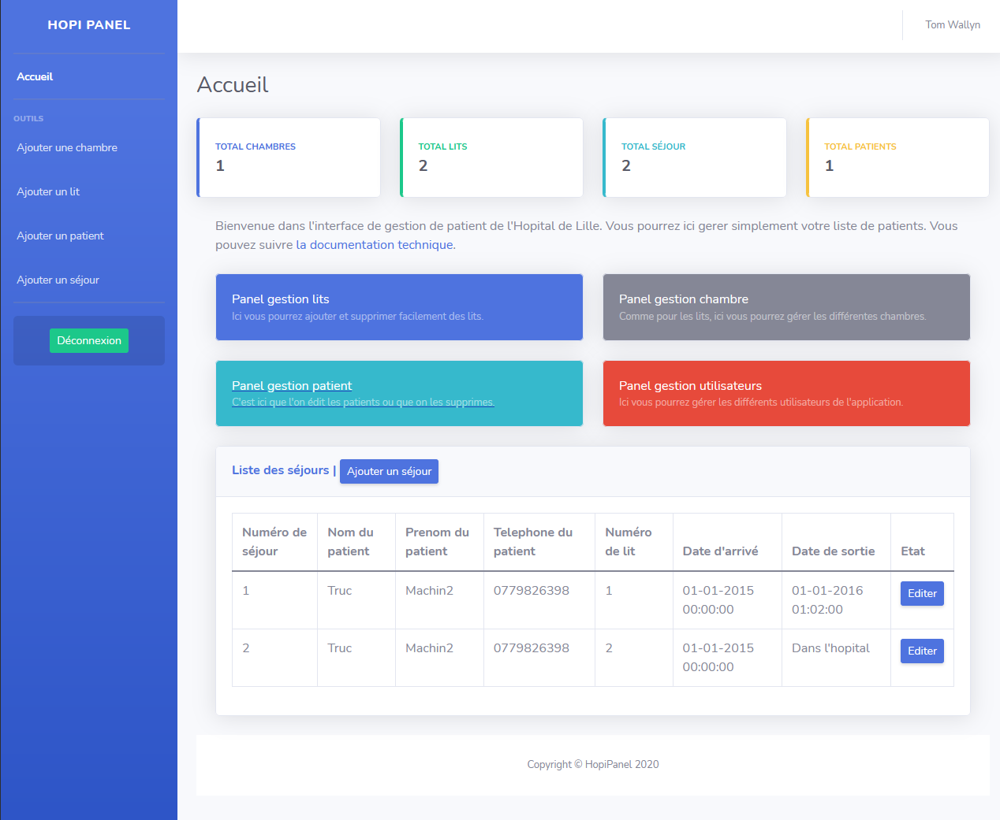 HOPI PANEL
Tom Wallyn
Accueil
OUTILS
Ajouter une chambre
Ajouter un lit
Ajouter un patient
Ajouter un séjour
Déconnexion
Accueil
TOTAL CHAMBRES
1
TOTAL LITS
2
TOTAL SÉJOUR
2
TOTAL PATIENTS
1
Bienvenue dans l'interface de gestion de patient de l'Hopital de Lille. Vous pourrez ici gerer simplement votre liste de patients. Vous
pouvez suivre la documentation technique.
Panel gestion lits
Ici vous pourrez ajouter et supprimer facilement des lits.
Panel gestion chambre
Comme pour les lits, ici vous pourrez gérer les différentes chambres.
Panel gestion patient
C'est ici que l'on édit les patients ou que on les supprimes.
Panel gestion utilisateurs
Ici vous pourrez gérer les différents utilisateurs de l'application.
Liste des séjours | Ajouter un séjour
Numéro de séjour Nom du patient Prenom du patient Telephone du patient Numéro de lit Date d'arrivé Date de sortie Etat
1 Truc Machin2 0779826398 1 01-01-2015 00:00:00 01-01-2016 01:02:00 Editer
2 Truc Machin2 0779826398 2 01-01-2015 00:00:00 Dans l'hopital Editer
Copyright © HopiPanel 2020